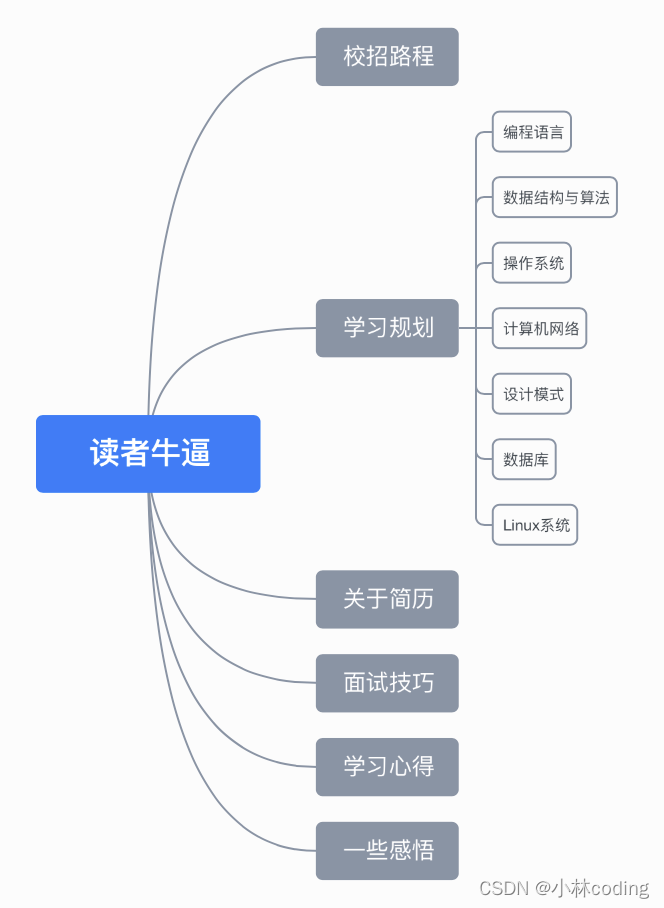 校招路程
编程语言
数据结构与算法
操作系统
学习规划
计算机网络
设计模式
数据库
Linux系统
读者牛逼
关于简历
面试技巧
学习心得
一些感悟
CSDN @小林coding